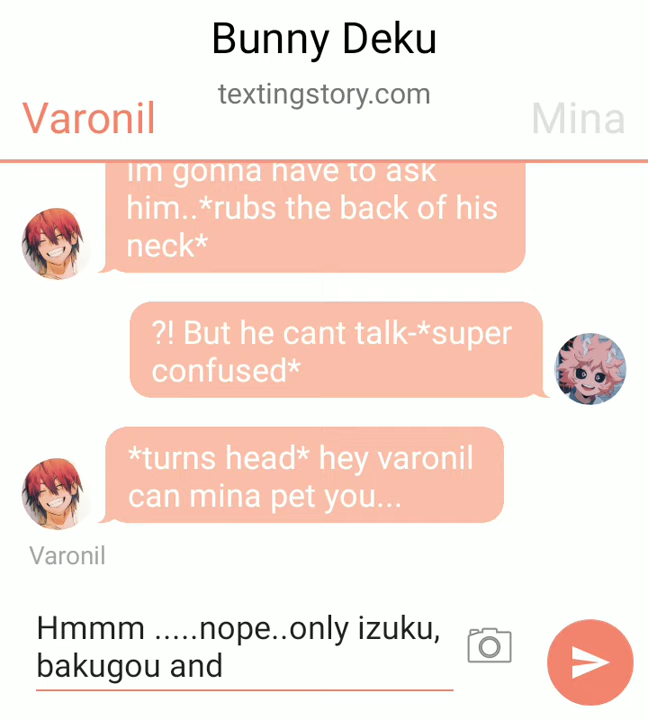 Bunny Deku
textingstory.com
Varonil
Mina
im gonna have to ask
him..*rubs the back of his
neck*
?! But he cant talk-*super
confused*
*turns head* hey varonil
can mina pet you...
Varonil
Hmmm .....nope..only izuku,
bakugou and